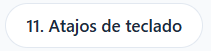 11. Atajos de teclado